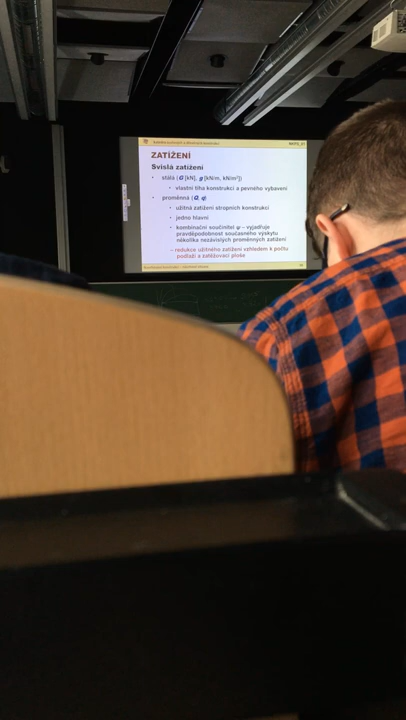 ZATÍŽENÍ
Svislá zatížení
• stálá (G [kN], g [kN/m, kN/m²])
• vlastní tíha konstrukcí a pevného vybavení
• proměnná (Q, q)
• užitná zatížení stropních konstrukcí
• jedno hlavní
• kombinační součinitel ψ – vyjadřuje
pravděpodobnost současného výskytu
několika nezávislých proměnných zatížení
– redukce užitného zatížení vzhledem k počtu
podlaží a zatěžovací ploše